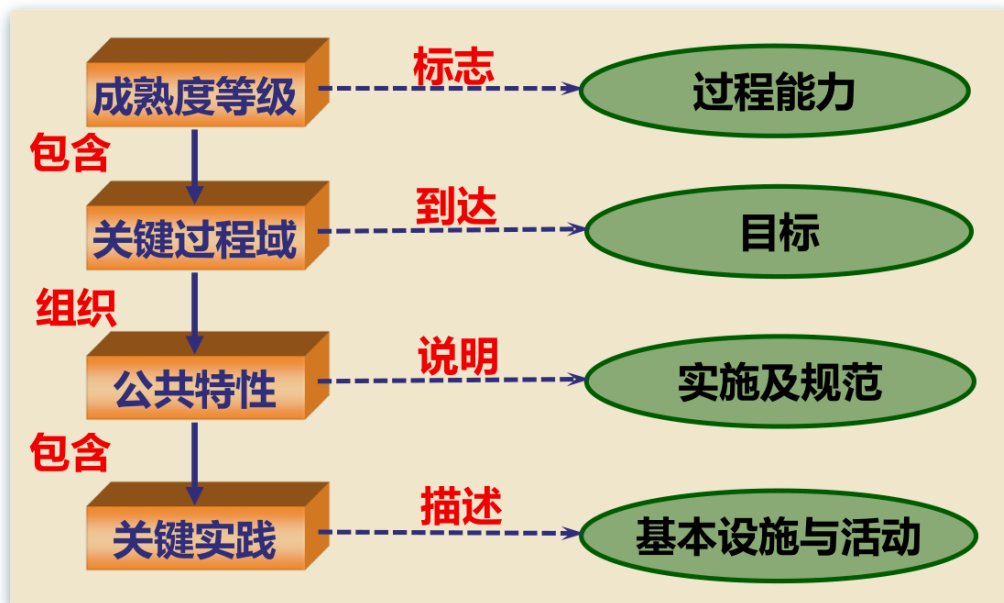 成熟度等级
标志
过程能力
包含
关键过程域
到达
目标
组织
公共特性
说明
实施及规范
包含
关键实践
描述
基本设施与活动